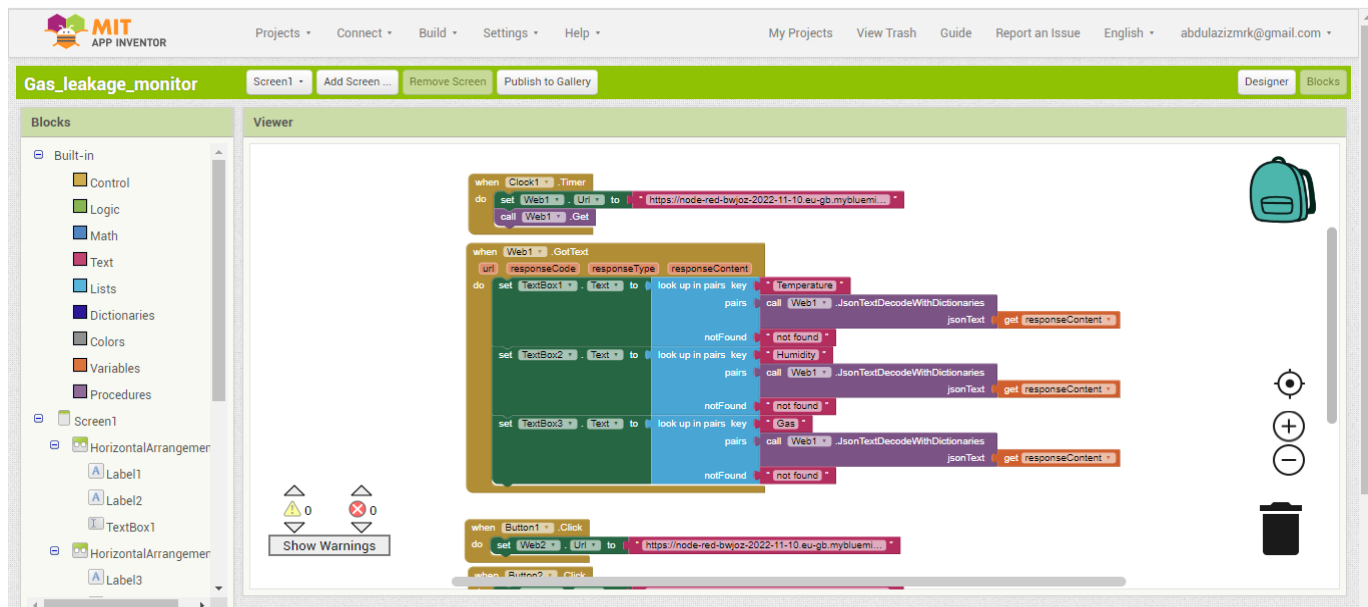 MIT
APP INVENTOR
Projects Connect Build Settings Help My Projects View Trash Guide Report an Issue English abdulazizmrk@gmail.com
Gas_leakage_monitor Screen1 Add Screen ... Remove Screen Publish to Gallery Designer Blocks
Blocks
Viewer
Built-in
Control
Logic
Math
Text
Lists
Dictionaries
Colors
Variables
Procedures
Screen1
HorizontalArrangemer
Label1
Label2
TextBox1
HorizontalArrangemer
Label3
when Clock1 .Timer
do set Web1 . Url to " https://node-red-bwjoz-2022-11-10.eu-gb.mybluemi... "
call Web1 .Get
when Web1 .GotText
url responseCode responseType responseContent
do set TextBox1 . Text to look up in pairs key " Temperature "
pairs call Web1 .JsonTextDecodeWithDictionaries
jsonText get responseContent
notFound " not found "
set TextBox2 . Text to look up in pairs key " Humidity "
pairs call Web1 .JsonTextDecodeWithDictionaries
jsonText get responseContent
notFound " not found "
set TextBox3 . Text to look up in pairs key " Gas "
pairs call Web1 .JsonTextDecodeWithDictionaries
jsonText get responseContent
notFound " not found "
when Button1 .Click
do set Web2 . Url to " https://node-red-bwjoz-2022-11-10.eu-gb.mybluemi... "
when Button2 .Click
0 0
Show Warnings